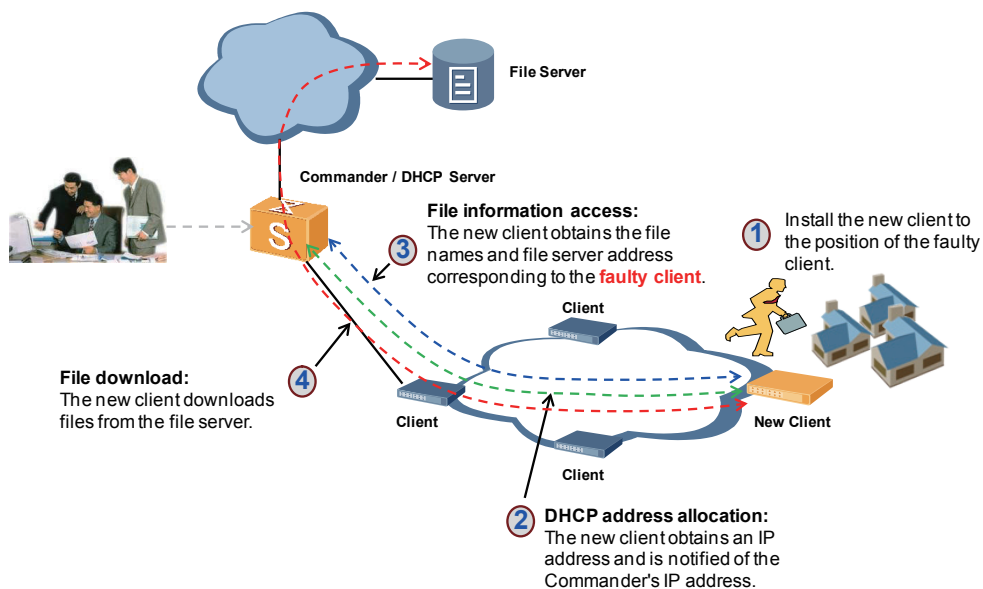 File Server
Commander / DHCP Server
S
File information access:
The new client obtains the file
names and file server address
corresponding to the faulty client.
3
1
Install the new client to
the position of the faulty
client.
Client
File download:
The new client downloads
files from the file server.
4
Client
New Client
Client
2
DHCP address allocation:
The new client obtains an IP
address and is notified of the
Commander's IP address.